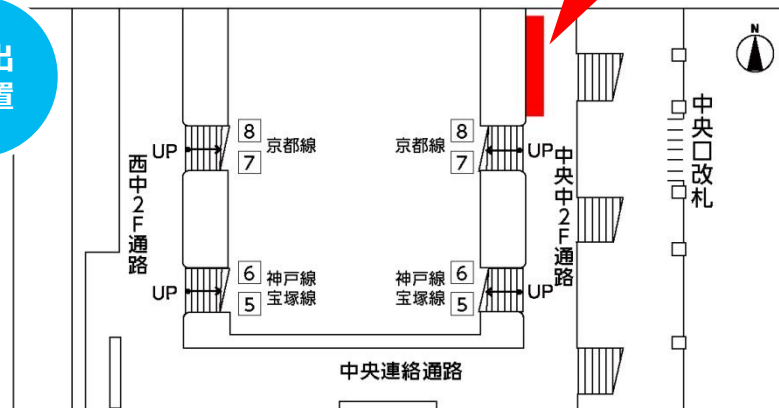 出
置
N
8
京都線
7
UP
8
京都線
7
UP
西中2F通路
中央中2F通路
中央口改札
6
神戸線
5
宝塚線
UP
6
神戸線
5
宝塚線
UP
中央連絡通路